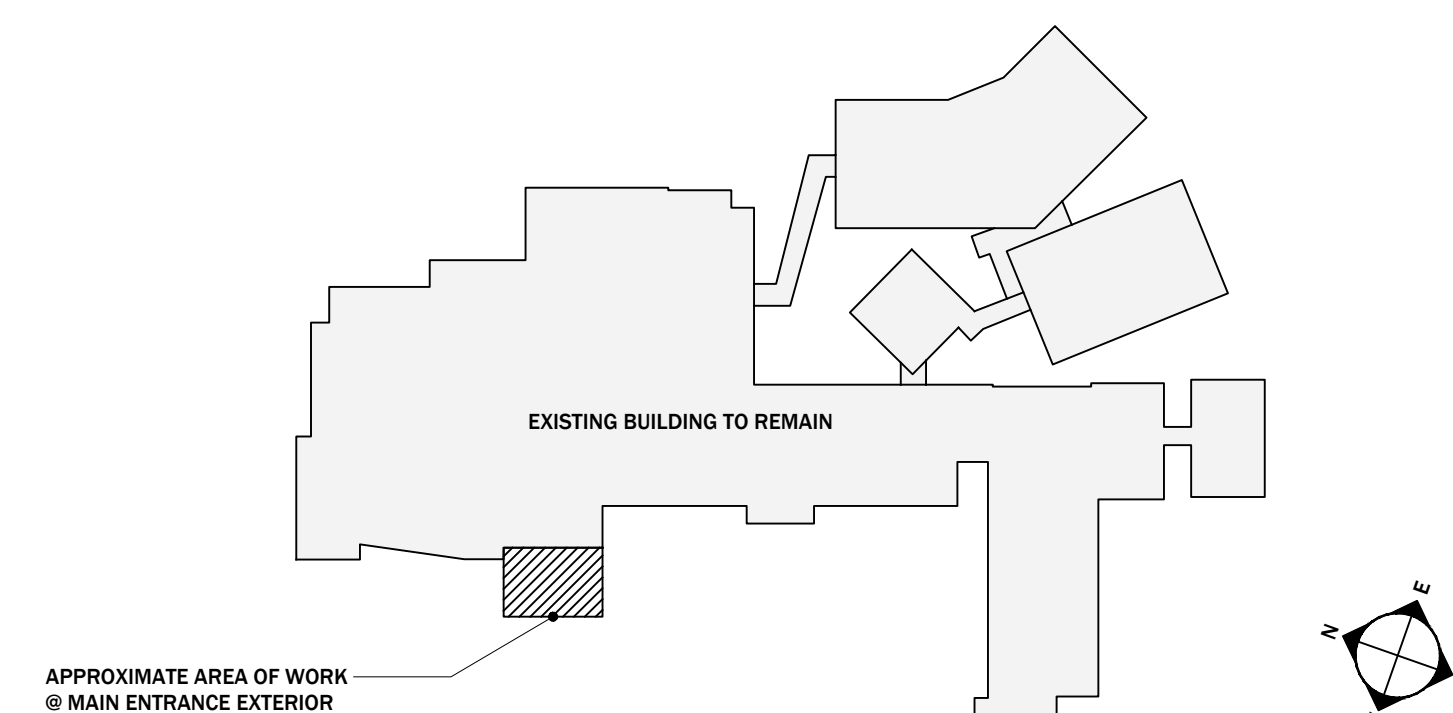 EXISTING BUILDING TO REMAIN
APPROXIMATE AREA OF WORK
@ MAIN ENTRANCE EXTERIOR
N
E